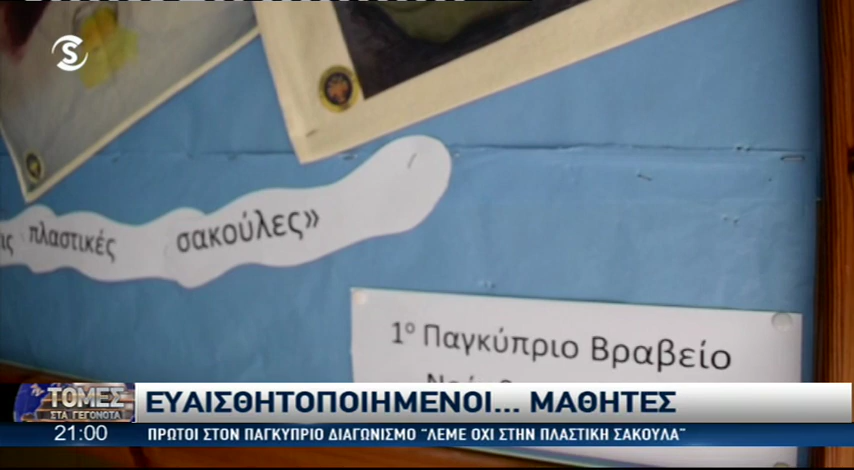 S
πλαστικές σακούλες»
1ο Παγκύπριο Βραβείο
ΤΟΜΕΣ
ΣΤΑ ΓΕΓΟΝΟΤΑ
ΕΥΑΙΣΘΗΤΟΠΟΙΗΜΕΝΟΙ... ΜΑΘΗΤΕΣ
21:00
ΠΡΩΤΟΙ ΣΤΟΝ ΠΑΓΚΥΠΡΙΟ ΔΙΑΓΩΝΙΣΜΟ "ΛΕΜΕ ΟΧΙ ΣΤΗΝ ΠΛΑΣΤΙΚΗ ΣΑΚΟΥΛΑ"